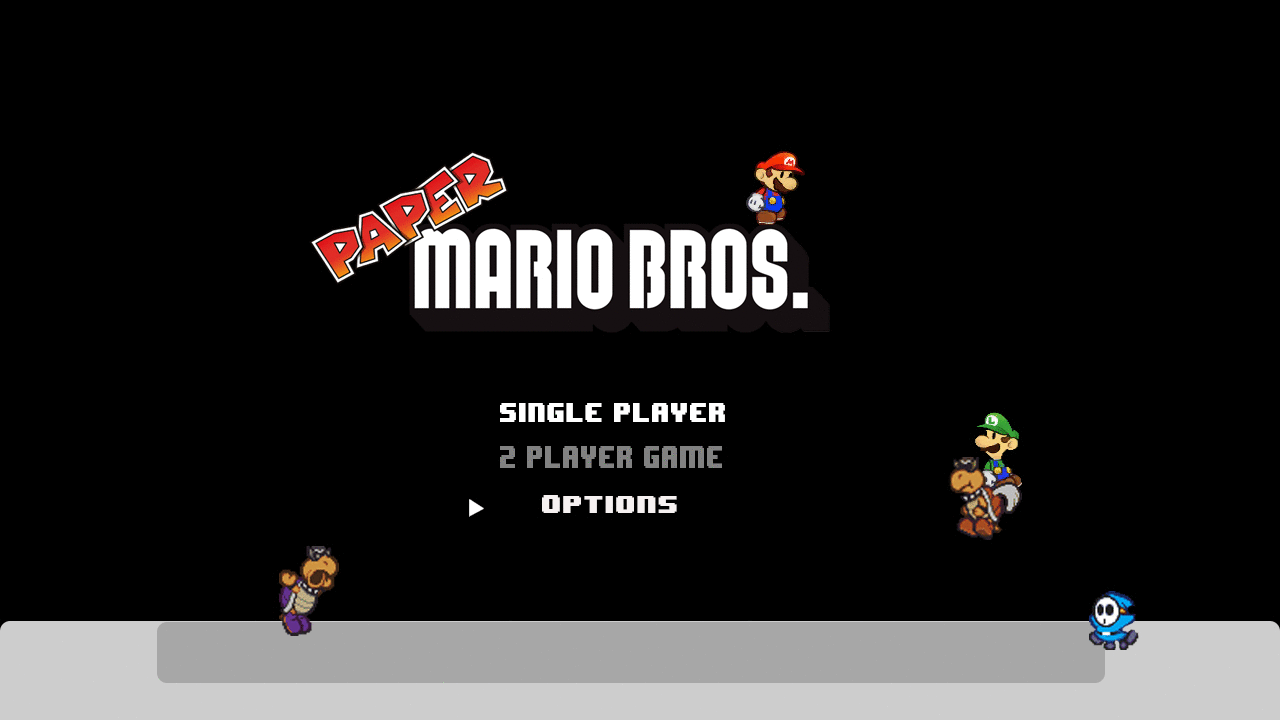 PAPER
MARIO BROS.
SINGLE PLAYER
2 PLAYER GAME
OPTIONS